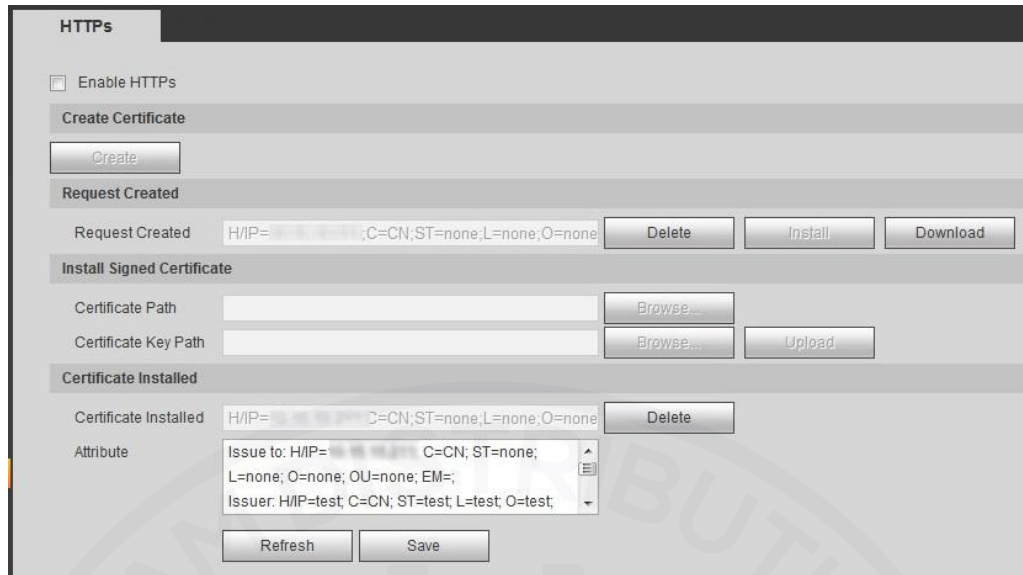 HTTPs
Enable HTTPs
Create Certificate
Create
Request Created
Request Created H/IP= ;C=CN;ST=none;L=none;O=none Delete Install Download
Install Signed Certificate
Certificate Path Browse...
Certificate Key Path Browse... Upload
Certificate Installed
Certificate Installed H/IP= C=CN;ST=none;L=none;O=none Delete
Attribute Issue to: H/IP= C=CN; ST=none;
L=none; O=none; OU=none; EM=;
Issuer: H/IP=test; C=CN; ST=test; L=test; O=test;
Refresh Save